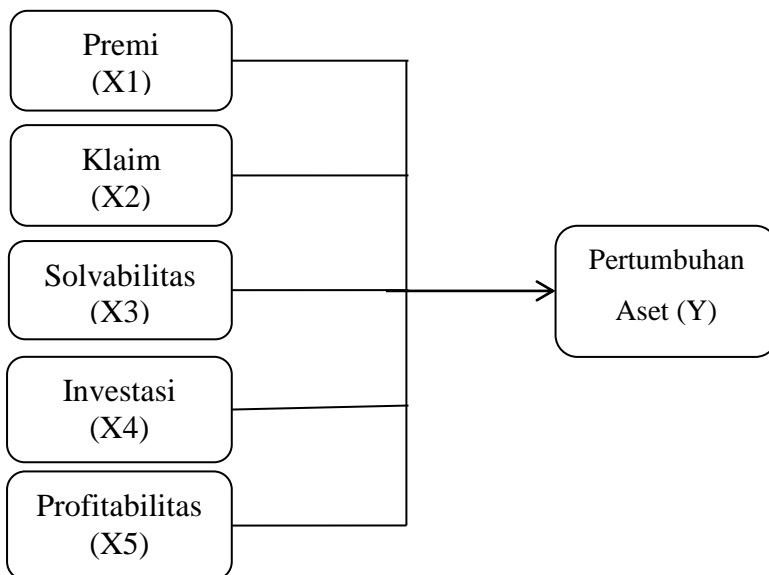 Premi
(X1)
Klaim
(X2)
Solvabilitas
(X3)
Investasi
(X4)
Profitabilitas
(X5)
Pertumbuhan
Aset (Y)